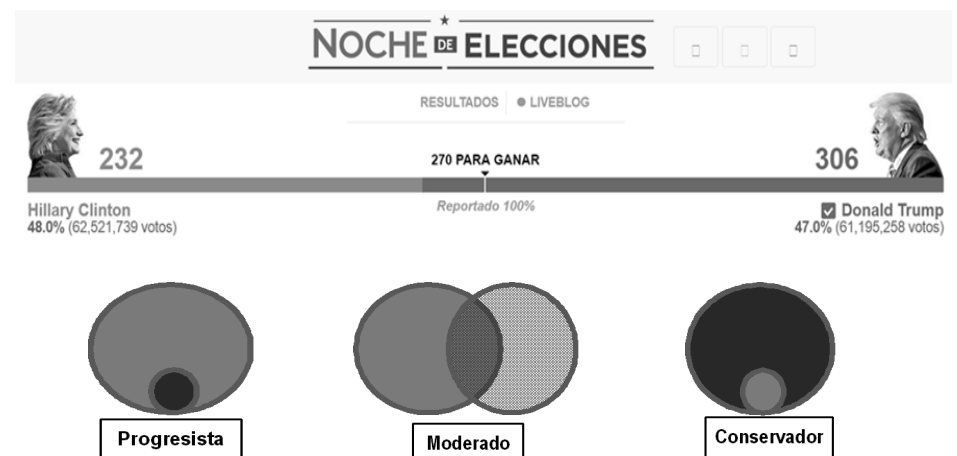 NOCHE DE ELECCIONES
RESULTADOS
LIVEBLOG
232
270 PARA GANAR
306
Hillary Clinton
48.0% (62,521,739 votos)
Reportado 100%
Donald Trump
47.0% (61,195,258 votos)
Progresista
Moderado
Conservador